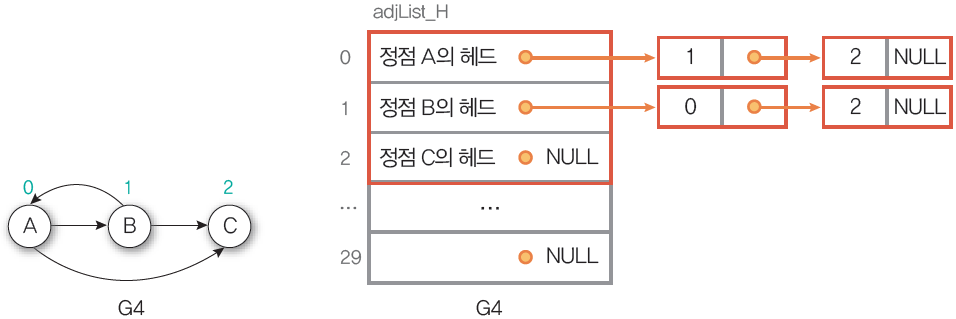 adjList_H
0 정점 A의 헤드 1 2 NULL
1 정점 B의 헤드 0 2 NULL
2 정점 C의 헤드 NULL
... ...
29 NULL
G4
0 1 2
A B C
G4